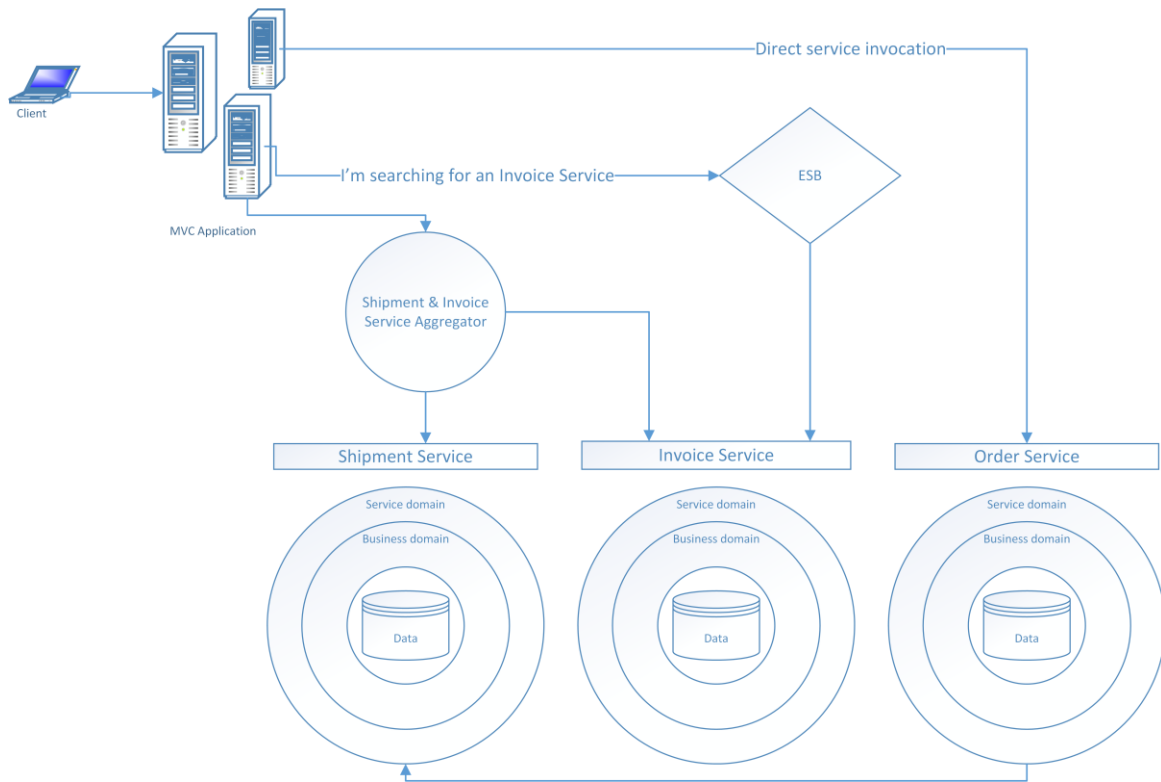 Direct service invocation
Client
I'm searching for an Invoice Service
ESB
MVC Application
Shipment & Invoice
Service Aggregator
Shipment Service
Invoice Service
Order Service
Service domain
Service domain
Service domain
Business domain
Business domain
Business domain
Data
Data
Data